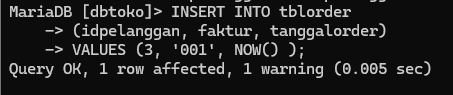 MariaDB [dbtoko]> INSERT INTO tblorder
    -> (idpelanggan, faktur, tanggalorder)
    -> VALUES (3, '001', NOW() );
Query OK, 1 row affected, 1 warning (0.005 sec)